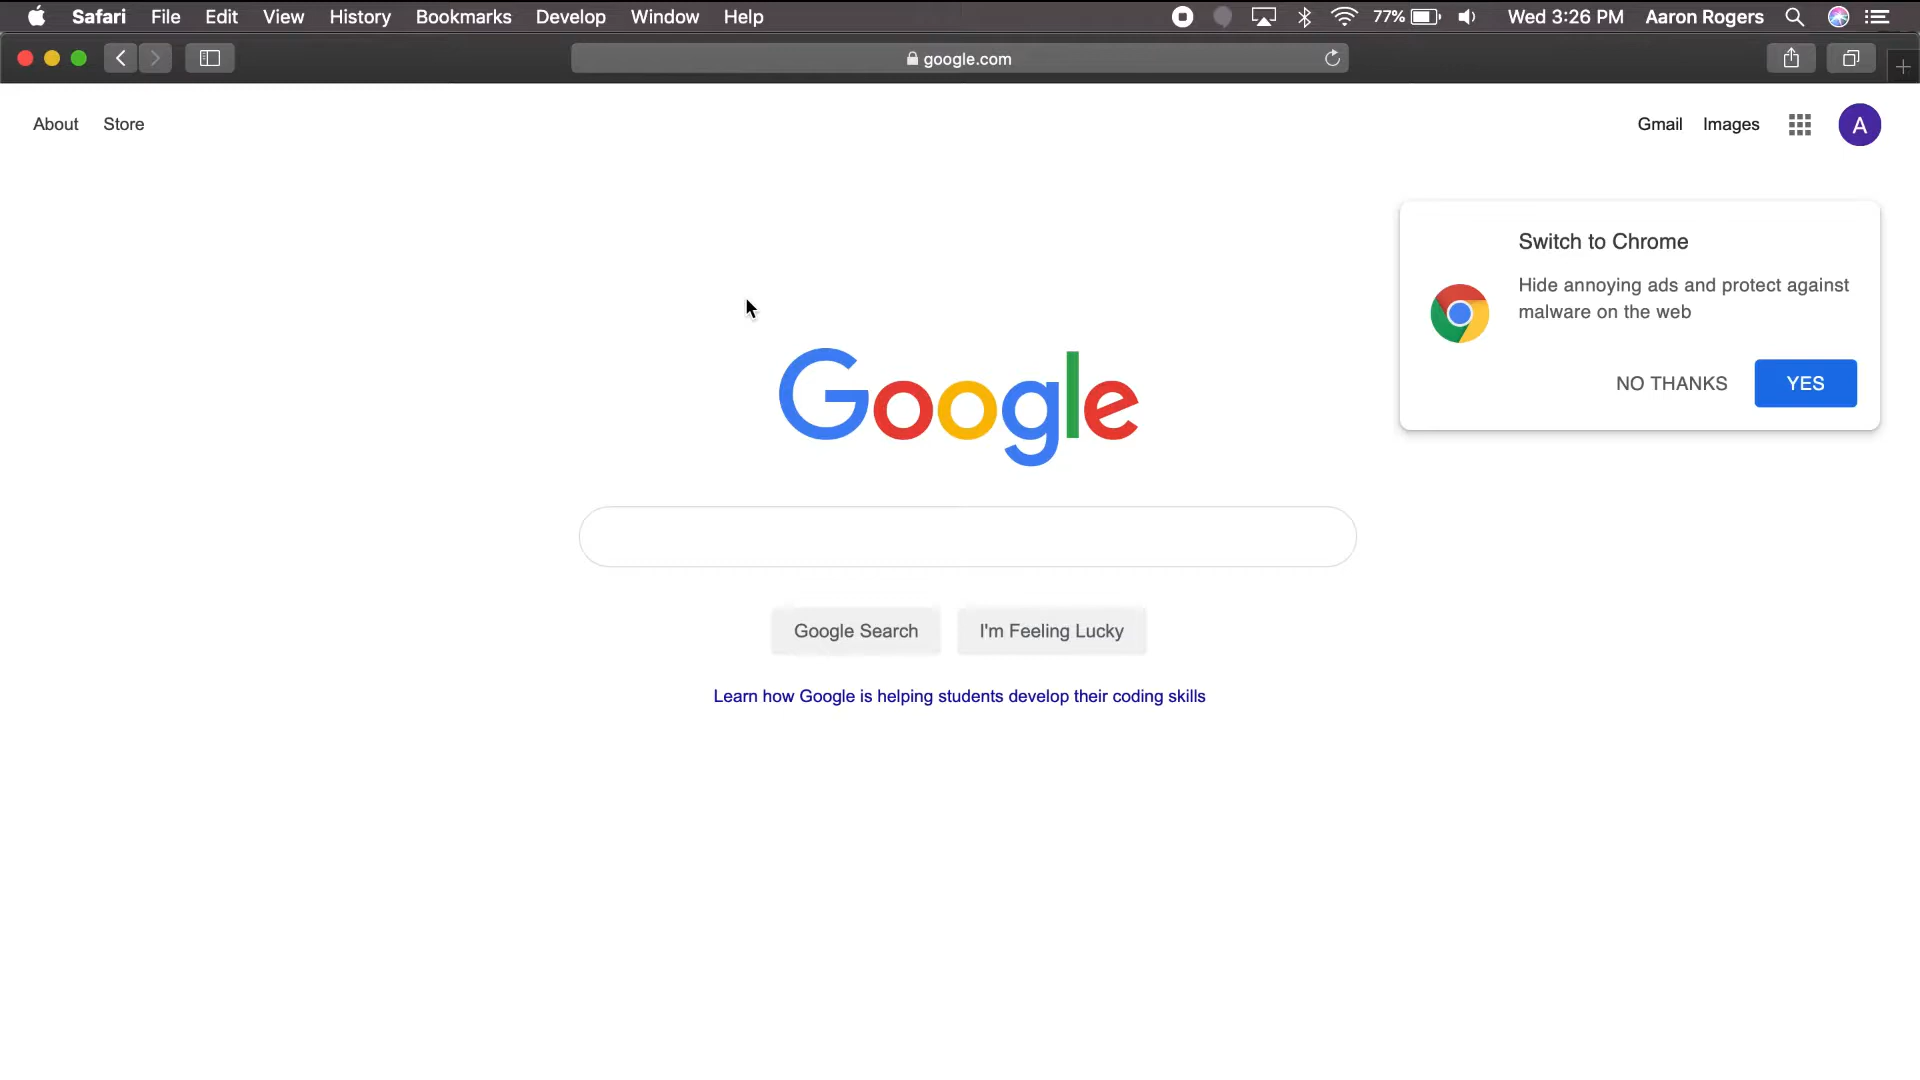 Safari File Edit View History Bookmarks Develop Window Help 77% Wed 3:26 PM Aaron Rogers
google.com
About Store Gmail Images A
Switch to Chrome
Hide annoying ads and protect against
malware on the web
NO THANKS YES
Google
Google Search I'm Feeling Lucky
Learn how Google is helping students develop their coding skills